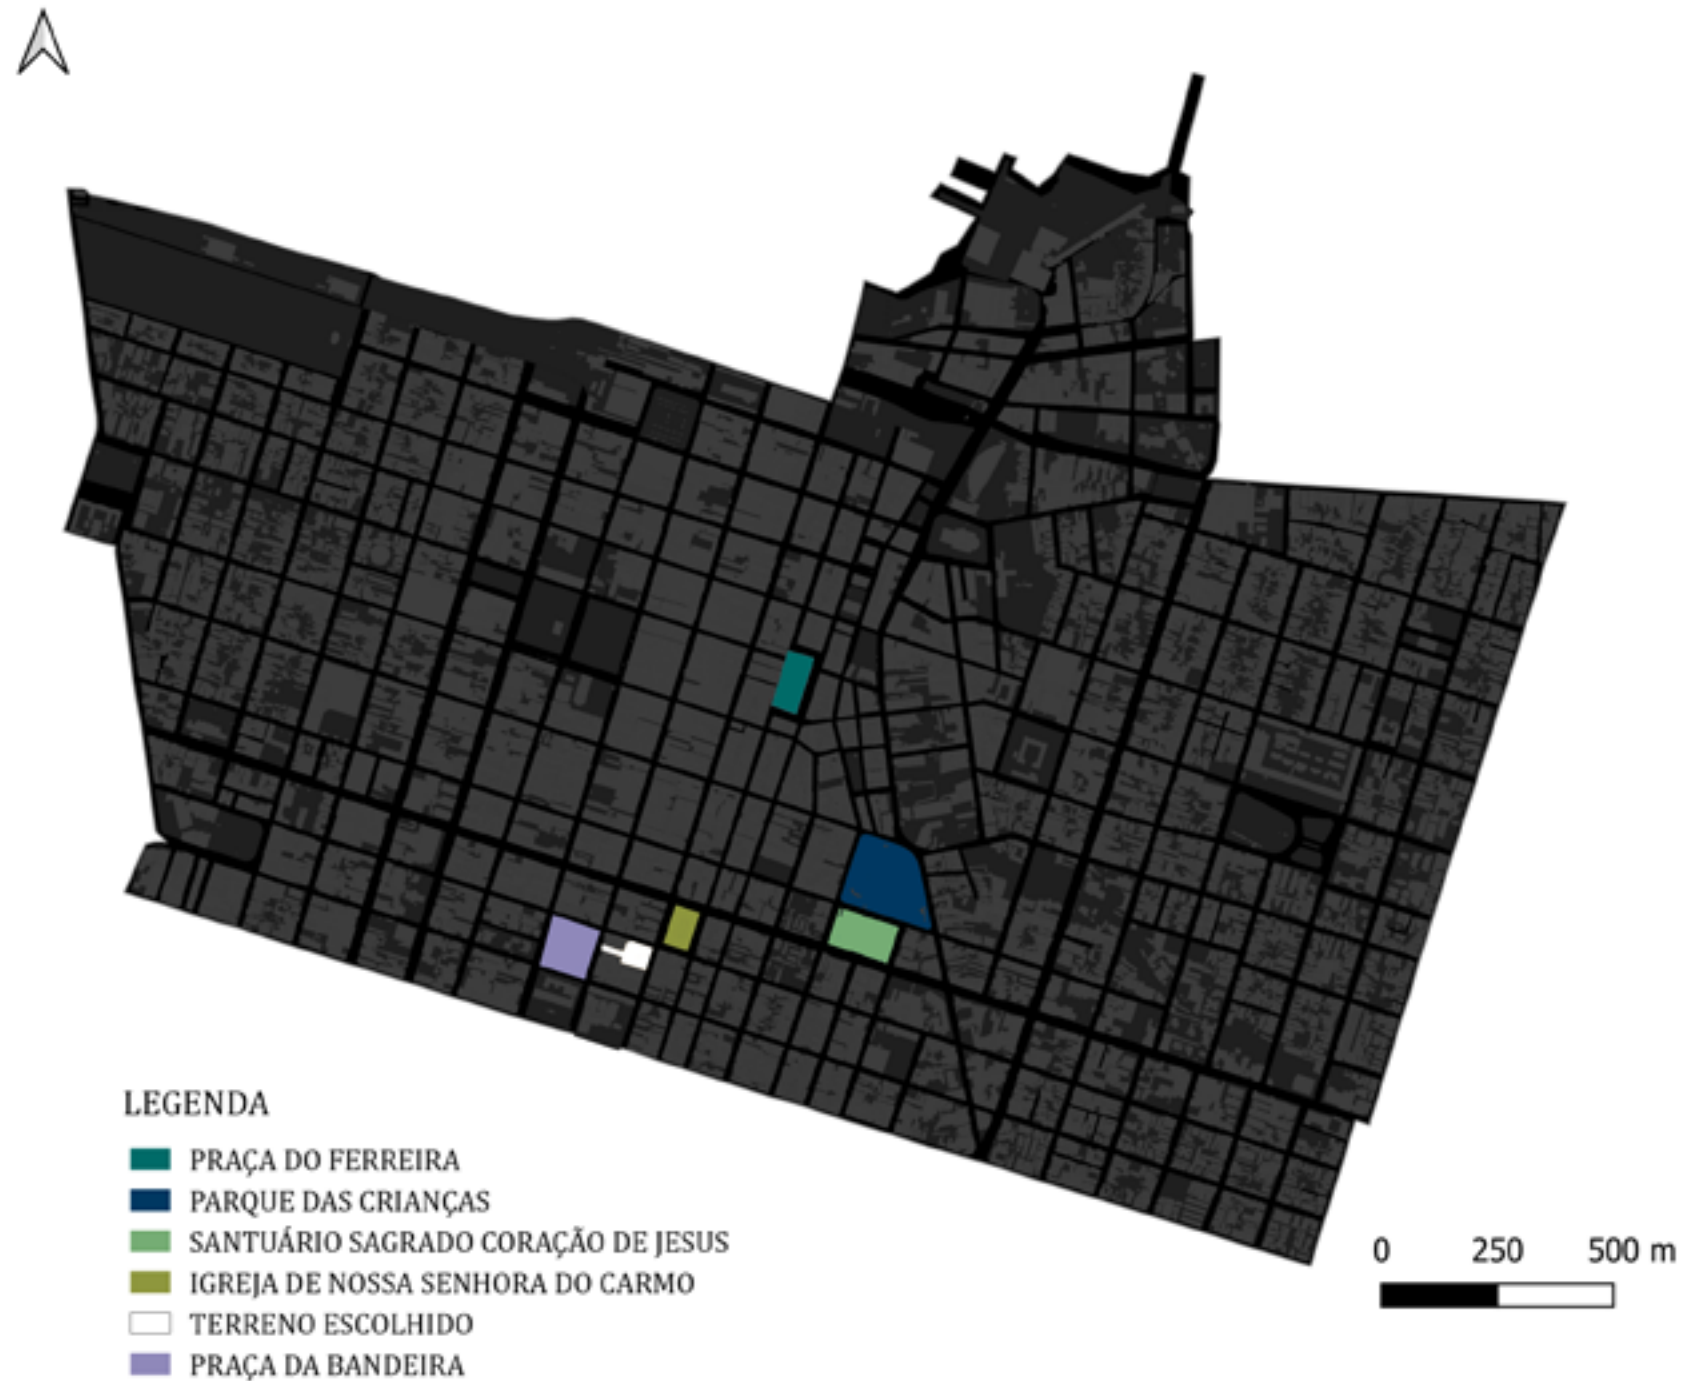 LEGENDA
PRAÇA DO FERREIRA
PARQUE DAS CRIANÇAS
SANTUÁRIO SAGRADO CORAÇÃO DE JESUS
IGREJA DE NOSSA SENHORA DO CARMO
TERRENO ESCOLHIDO
PRAÇA DA BANDEIRA
0 250 500 m